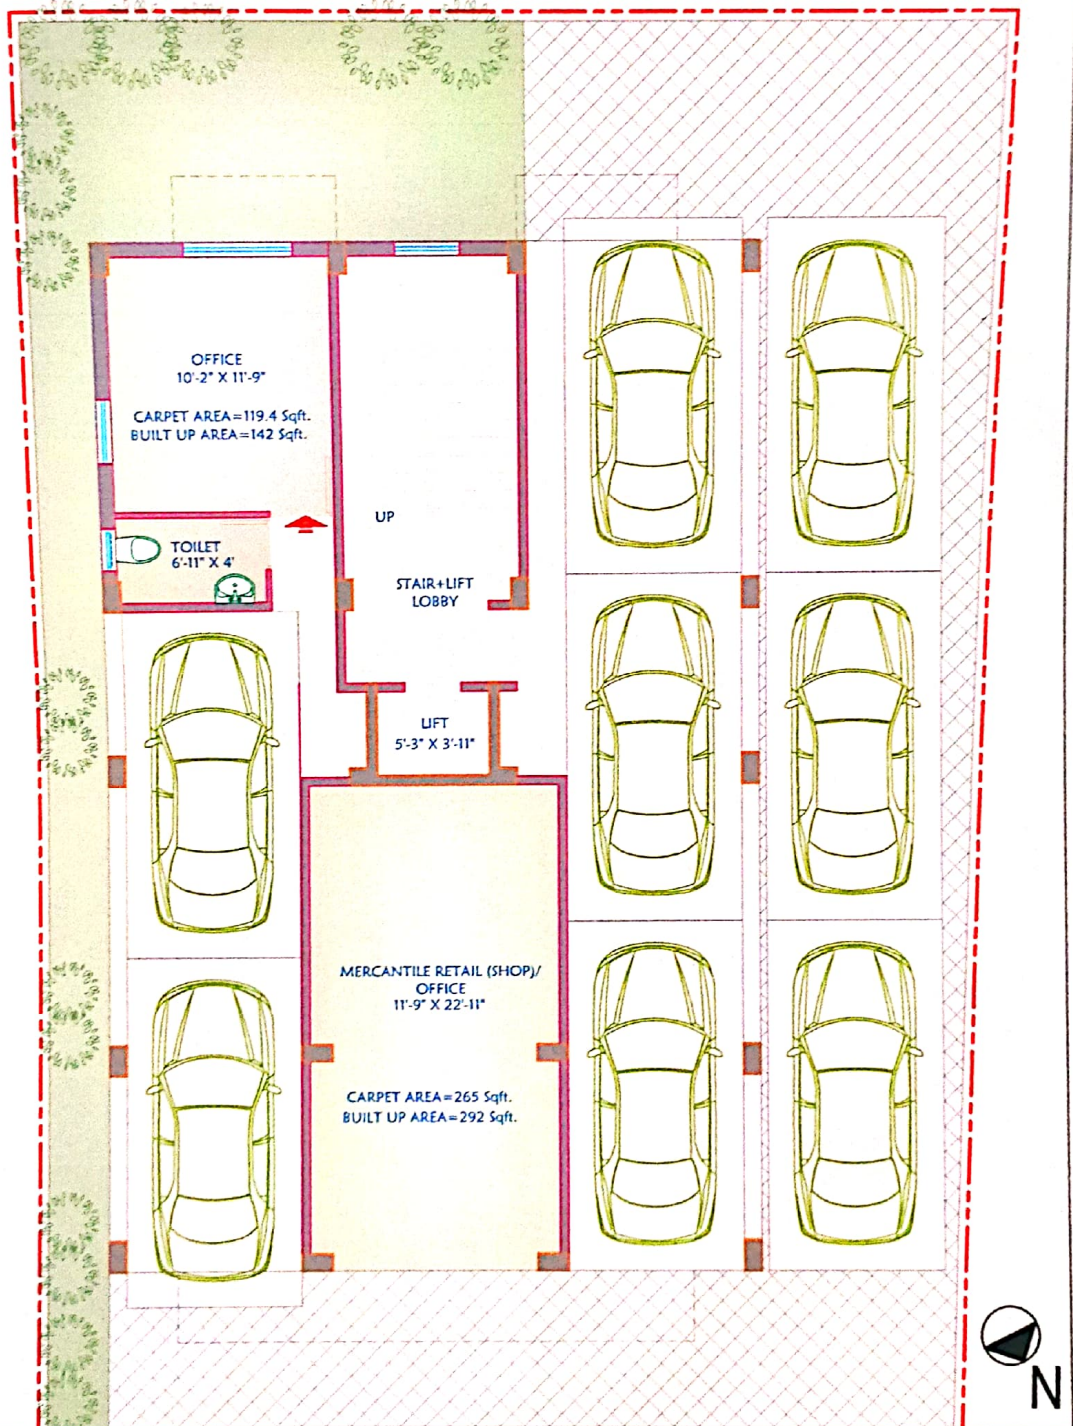 OFFICE
10'-2" X 11'-9"
CARPET AREA=119.4 Sqft.
BUILT UP AREA=142 Sqft.
UP
TOILET
6'-11" X 4'
STAIR+LIFT
LOBBY
LIFT
5'-3" X 3'-11"
MERCANTILE RETAIL (SHOP)/
OFFICE
11'-9" X 22'-11"
CARPET AREA=265 Sqft.
BUILT UP AREA=292 Sqft.
N